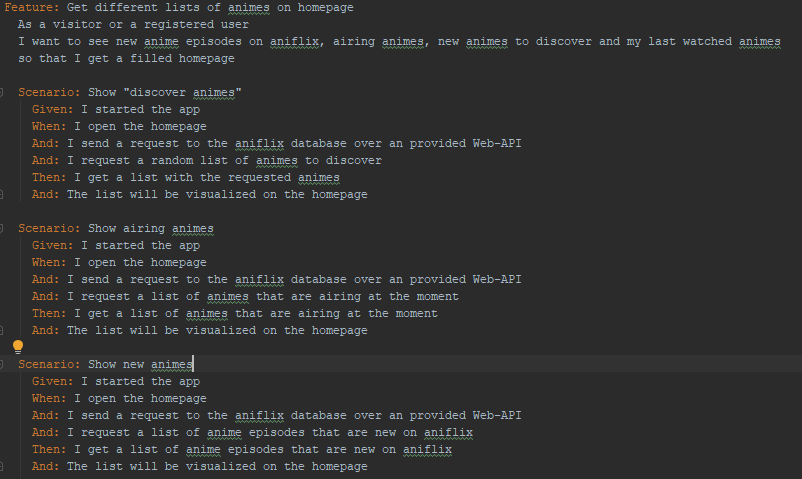 Feature: Get different lists of animes on homepage
As a visitor or a registered user
I want to see new anime episodes on aniflix, airing animes, new animes to discover and my last watched animes
so that I get a filled homepage
Scenario: Show "discover animes"
Given: I started the app
When: I open the homepage
And: I send a request to the aniflix database over an provided Web-API
And: I request a random list of animes to discover
Then: I get a list with the requested animes
And: The list will be visualized on the homepage
Scenario: Show airing animes
Given: I started the app
When: I open the homepage
And: I send a request to the aniflix database over an provided Web-API
And: I request a list of animes that are airing at the moment
Then: I get a list of animes that are airing at the moment
And: The list will be visualized on the homepage
Scenario: Show new animes
Given: I started the app
When: I open the homepage
And: I send a request to the aniflix database over an provided Web-API
And: I request a list of anime episodes that are new on aniflix
Then: I get a list of anime episodes that are new on aniflix
And: The list will be visualized on the homepage